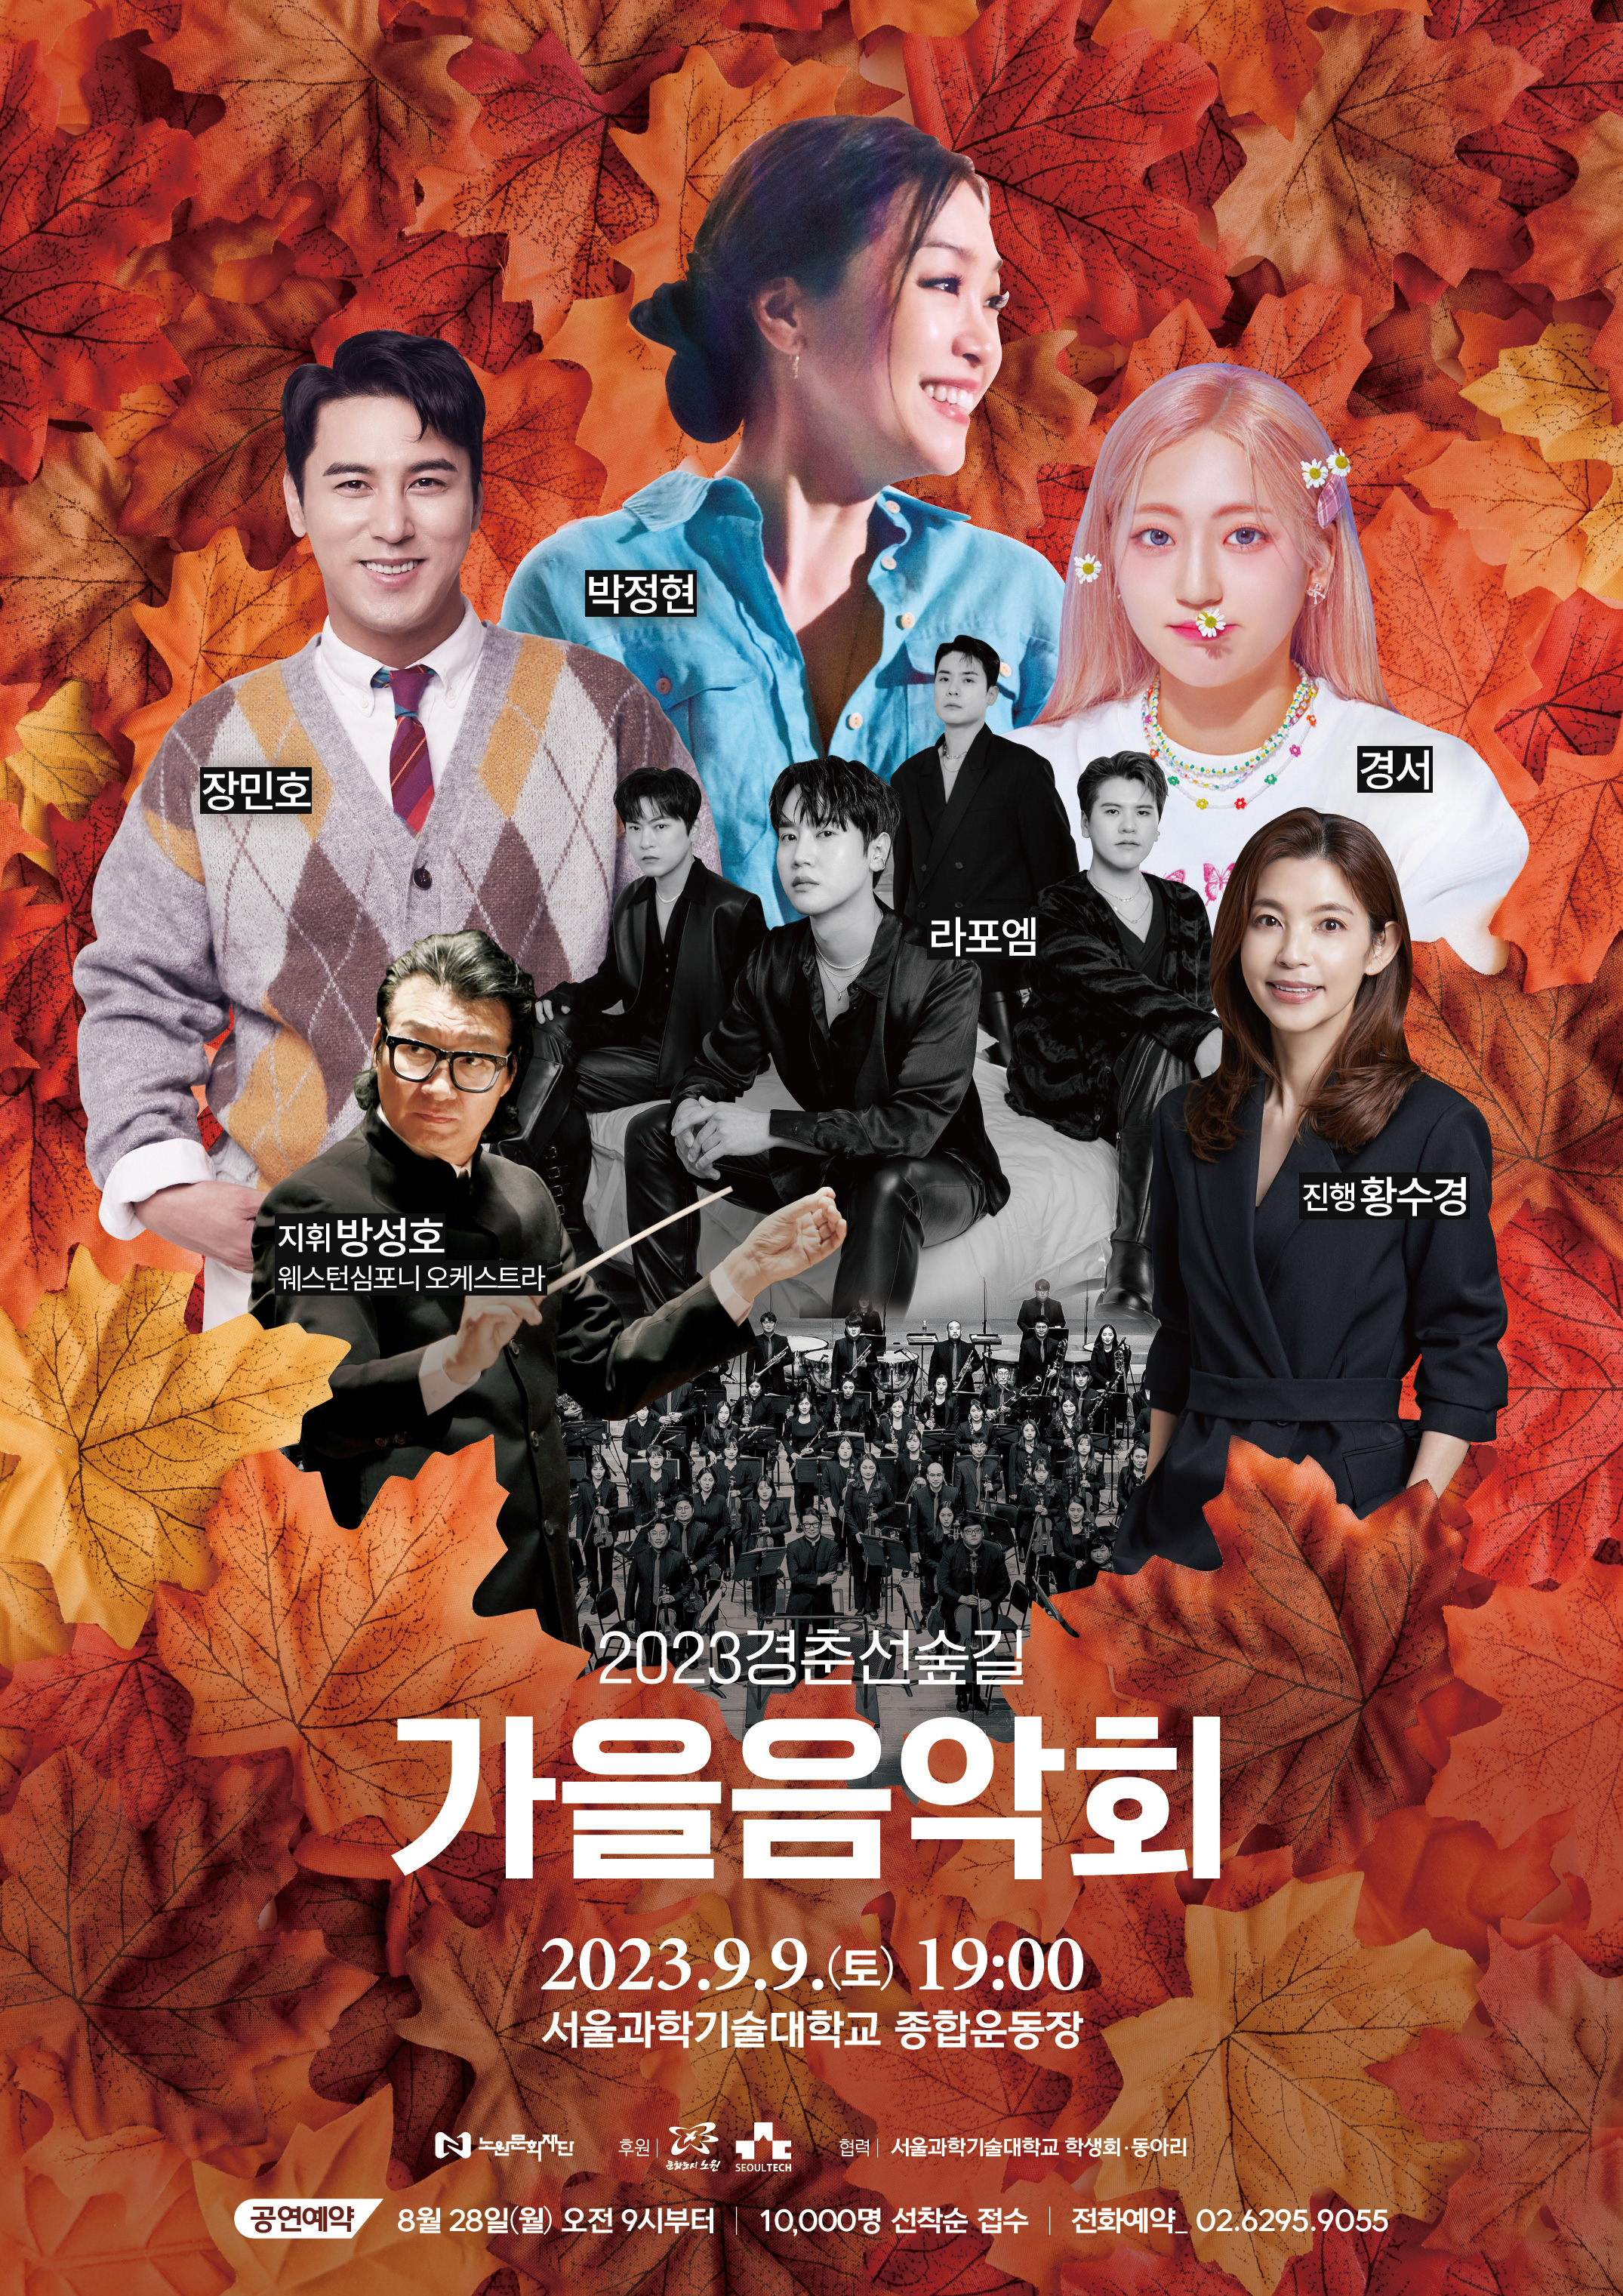 박정현
장민호
경서
라포엠
진행 황수경
지휘 방성호
웨스턴심포니 오케스트라
2023경춘선숲길
가을음악회
2023.9.9.(토) 19:00
서울과학기술대학교 종합운동장
노원문화재단
후원
문화도시 노원
SEOULTECH
협력
서울과학기술대학교 학생회·동아리
공연예약
8월 28일(월) 오전 9시부터
10,000명 선착순 접수
전화예약_ 02.6295.9055